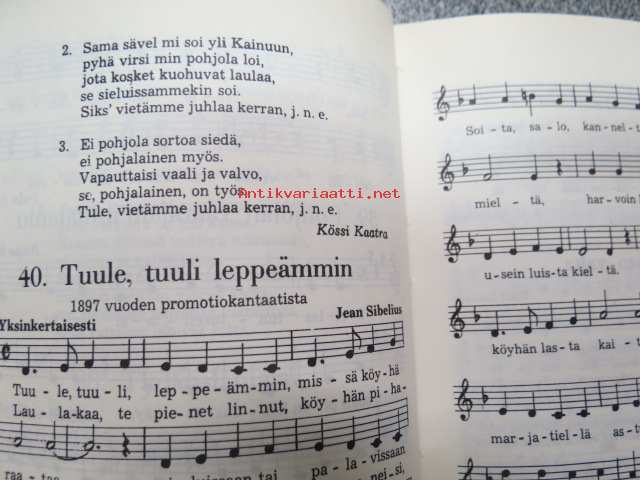 2. Sama sävel mi soi yli Kainuun,
pyhä virsi min pohjola loi,
jota kosket kuohuvat laulaa,
se sieluissammekin soi.
Siks' vietämme juhlaa kerran, j. n. e.
3. Ei pohjola sortoa siedä,
ei pohjalainen myös.
Vapauttaisi vaali ja valvo,
se, pohjalainen, on työs.
Tule, vietämme juhlaa kerran, j. n. e.
Kössi Kaatra
Antikvariaatti.net
40. Tuule, tuuli leppeämmin
1897 vuoden promotiokantaatista
Yksinkertaisesti
Jean Sibelius
Tuu - le, tuu - li, lep - pe - äm - min, mis - sä köy - hä
Lau - la - kaa, te pie - net lin - nut, köy - hän pi - ha-
raa - taa pa - la - vissaan
Soi - ta, sa - lo, kan - nel-
miel - tä, har - voin
u - sein luis - ta kiel - tä.
köyhän las - ta kai -
mar - ja - tiel - lä as -